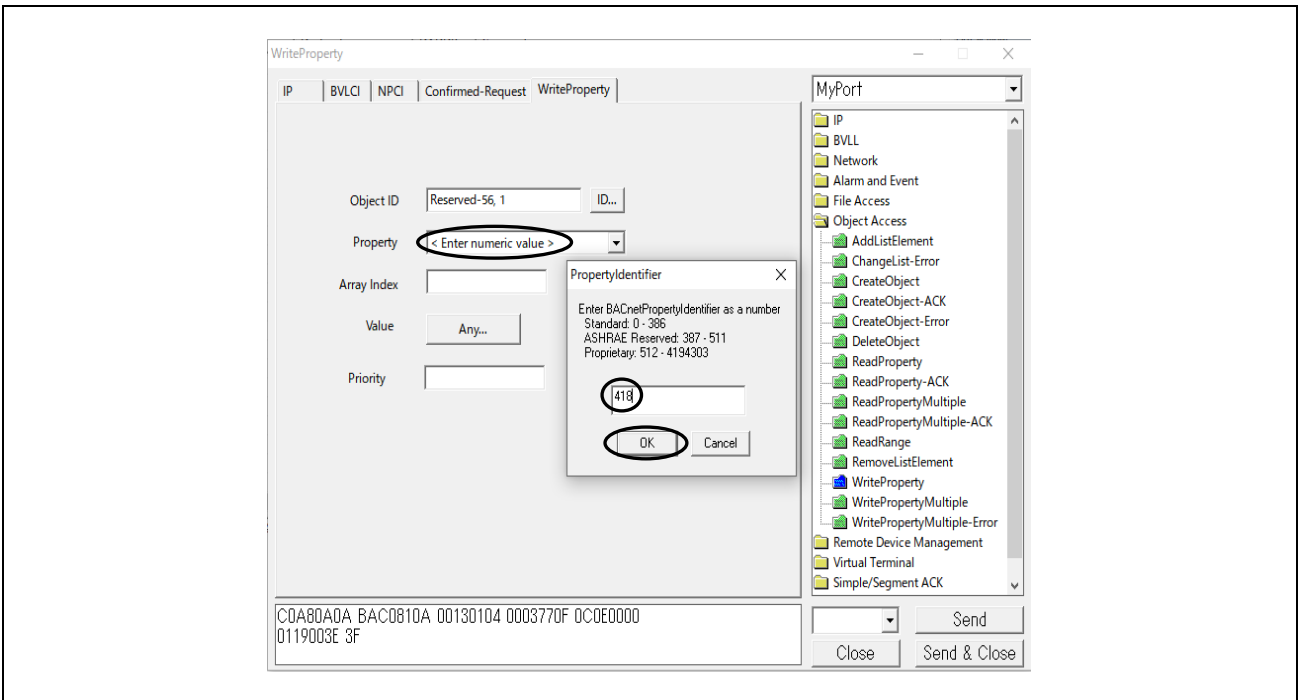 WriteProperty
IP
BVLCI
NPCI
Confirmed-Request
WriteProperty
Object ID
Reserved-56, 1
ID...
Property
< Enter numeric value >
Array Index
Value
Any...
Priority
PropertyIdentifier
Enter BACnetPropertyIdentifier as a number
Standard: 0 - 386
ASHRAE Reserved: 387 - 511
Proprietary: 512 - 4194303
418
OK
Cancel
C0A80A0A BAC0810A 00130104 0003770F 0C0E0000
0119003E 3F
MyPort
IP
BVLL
Network
Alarm and Event
File Access
Object Access
AddListElement
ChangeList-Error
CreateObject
CreateObject-ACK
CreateObject-Error
DeleteObject
ReadProperty
ReadProperty-ACK
ReadPropertyMultiple
ReadPropertyMultiple-ACK
ReadRange
RemoveListElement
WriteProperty
WritePropertyMultiple
WritePropertyMultiple-Error
Remote Device Management
Virtual Terminal
Simple/Segment ACK
Send
Close
Send & Close